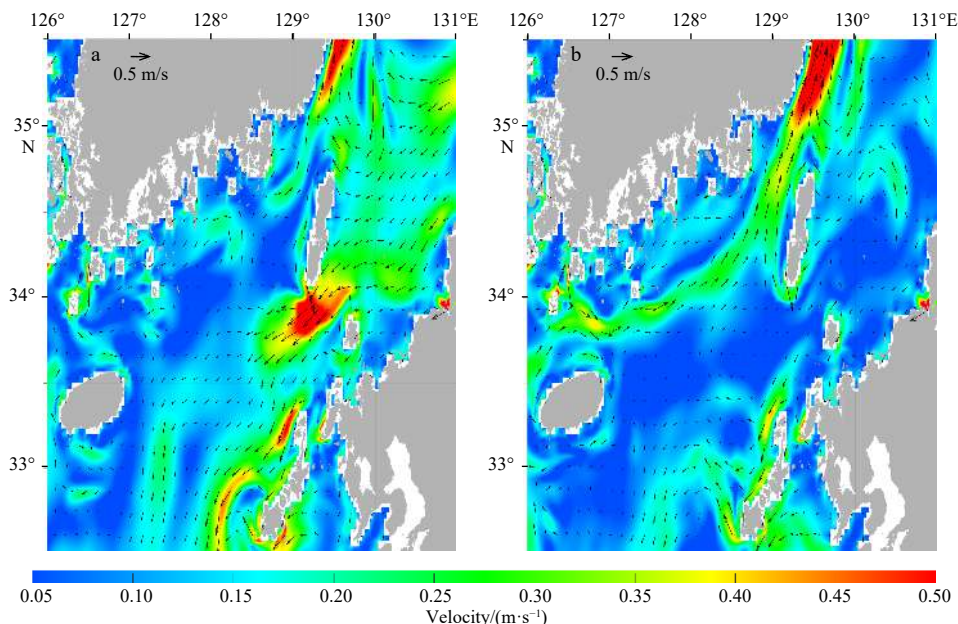 126° 127° 128° 129° 130° 131°E 126° 127° 128° 129° 130° 131°E
a b
0.5 m/s 0.5 m/s
35° 35°
N N
34° 34°
33° 33°
0.05 0.10 0.15 0.20 0.25 0.30 0.35 0.40 0.45 0.50
Velocity/(m·s⁻¹)